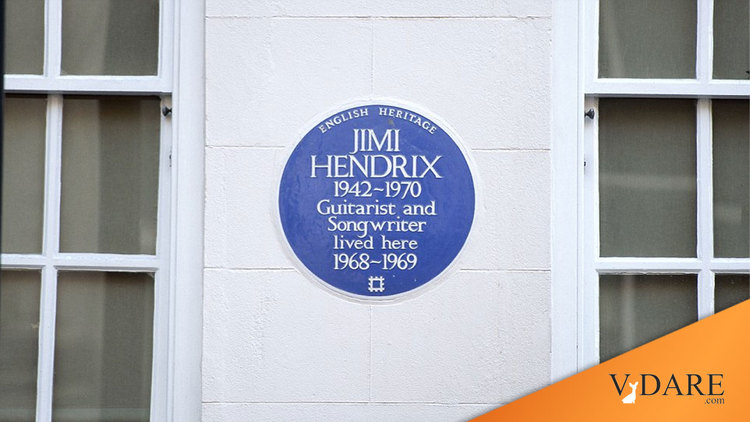 ENGLISH HERITAGE
JIMI
HENDRIX
1942~1970
Guitarist and
Songwriter
lived here
1968~1969
VDARE
.com